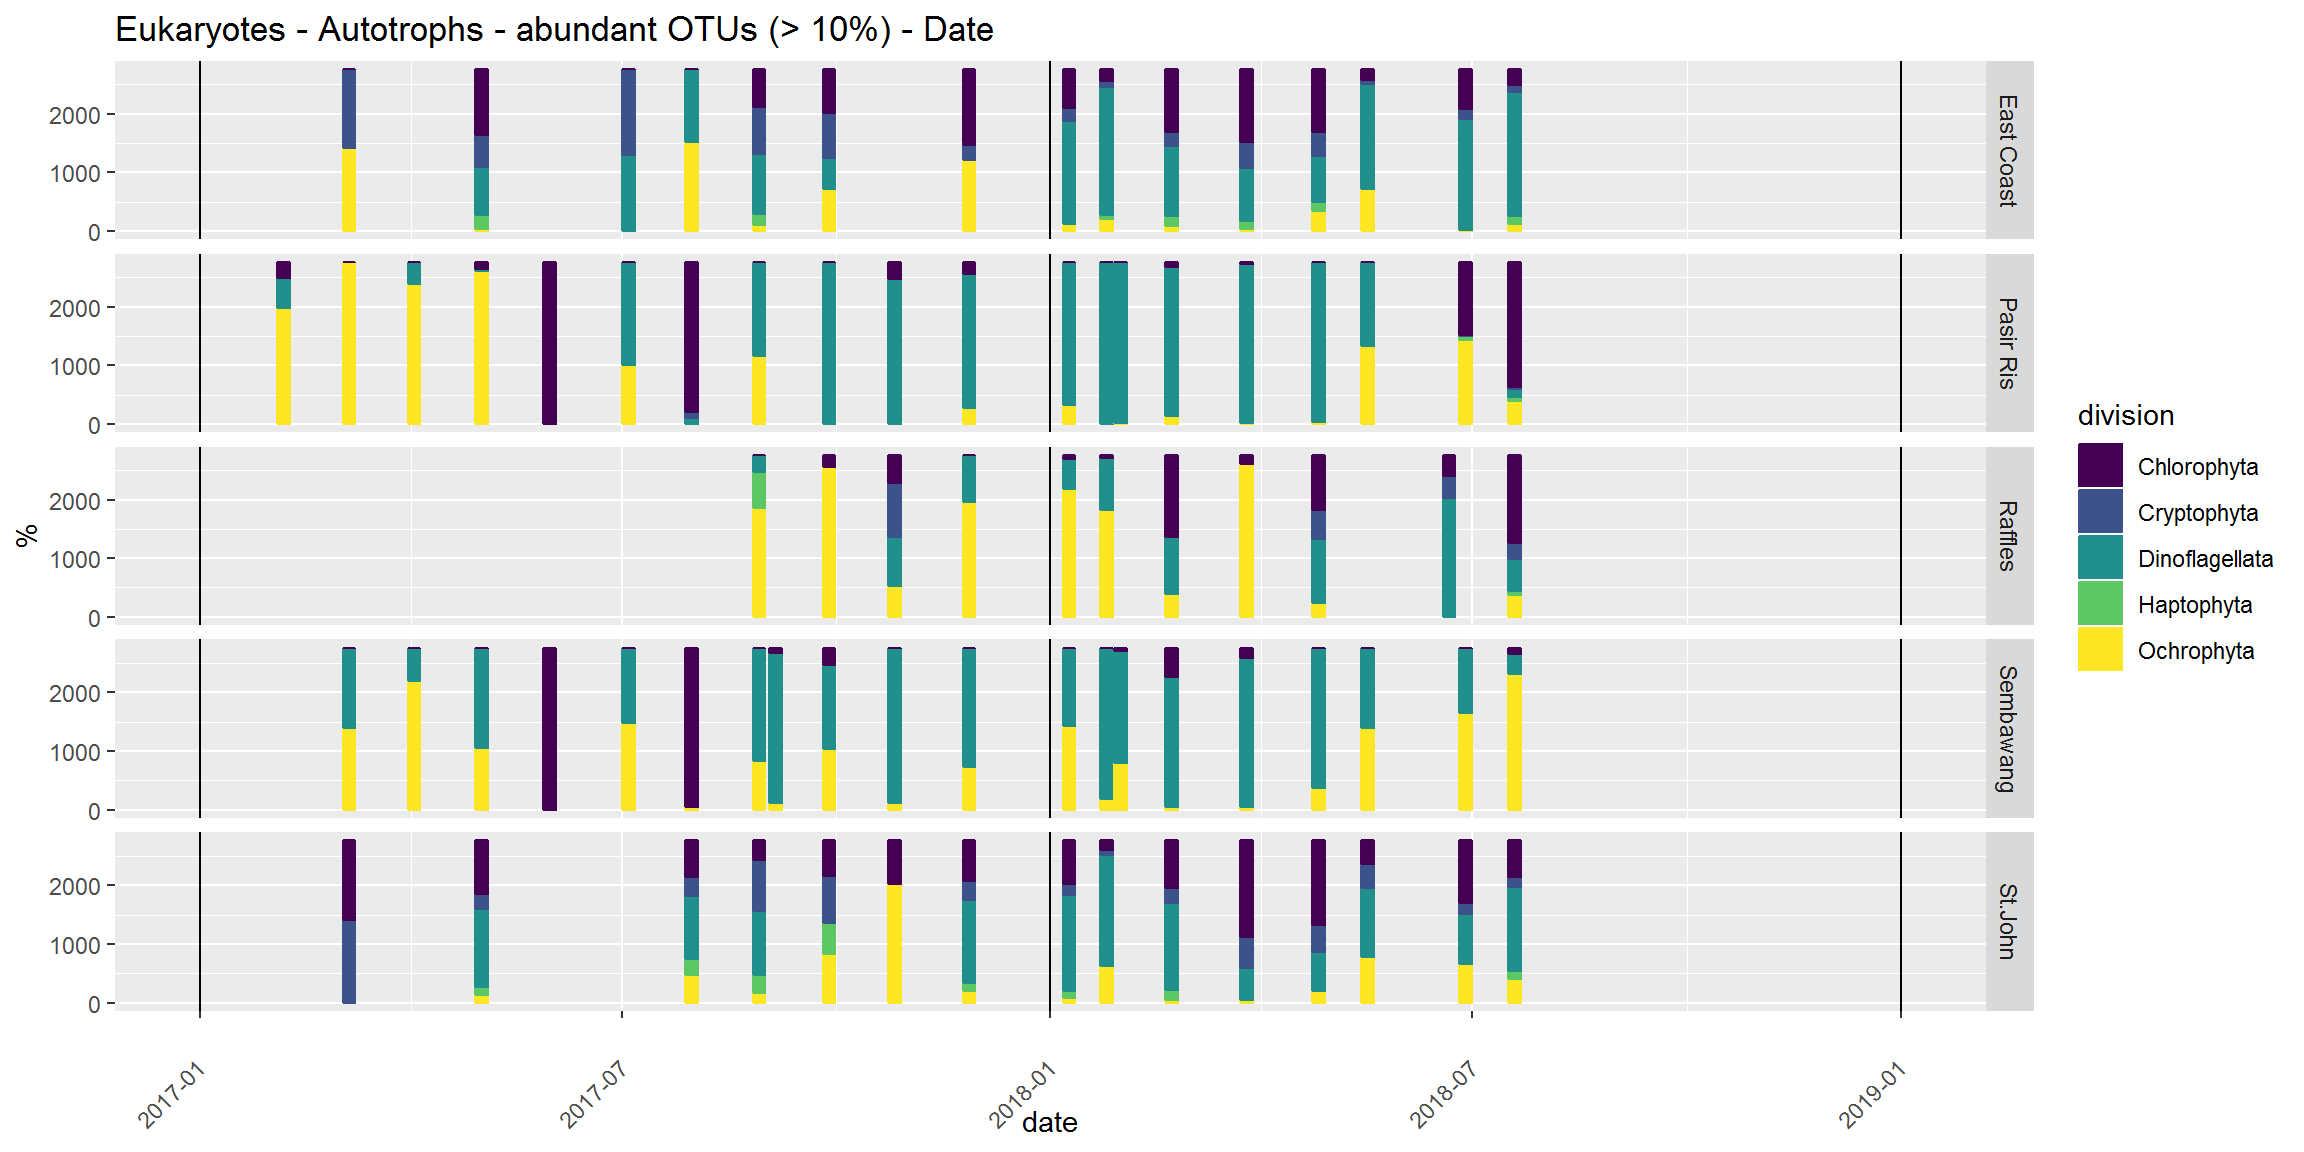 Eukaryotes - Autotrophs - abundant OTUs (> 10%) - Date
2000
1000
0
East Coast
2000
1000
0
Pasir Ris
2000
1000
0
Raffles
2000
1000
0
Sembawang
2000
1000
0
St.John
%
2017-01
2017-07
2018-01
2018-07
2019-01
date
division
Chlorophyta
Cryptophyta
Dinoflagellata
Haptophyta
Ochrophyta